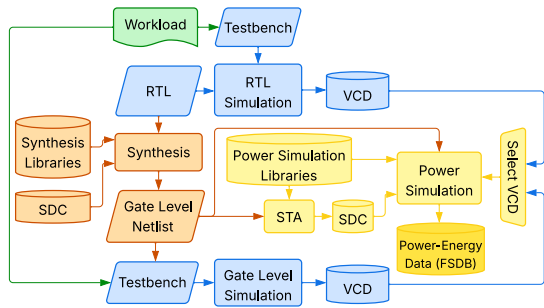 Workload
Testbench
RTL
RTL
Simulation
VCD
Synthesis
Libraries
Synthesis
Power Simulation
Libraries
Power
Simulation
Select VCD
SDC
Gate Level
Netlist
STA
SDC
Power-Energy
Data (FSDB)
Testbench
Gate Level
Simulation
VCD